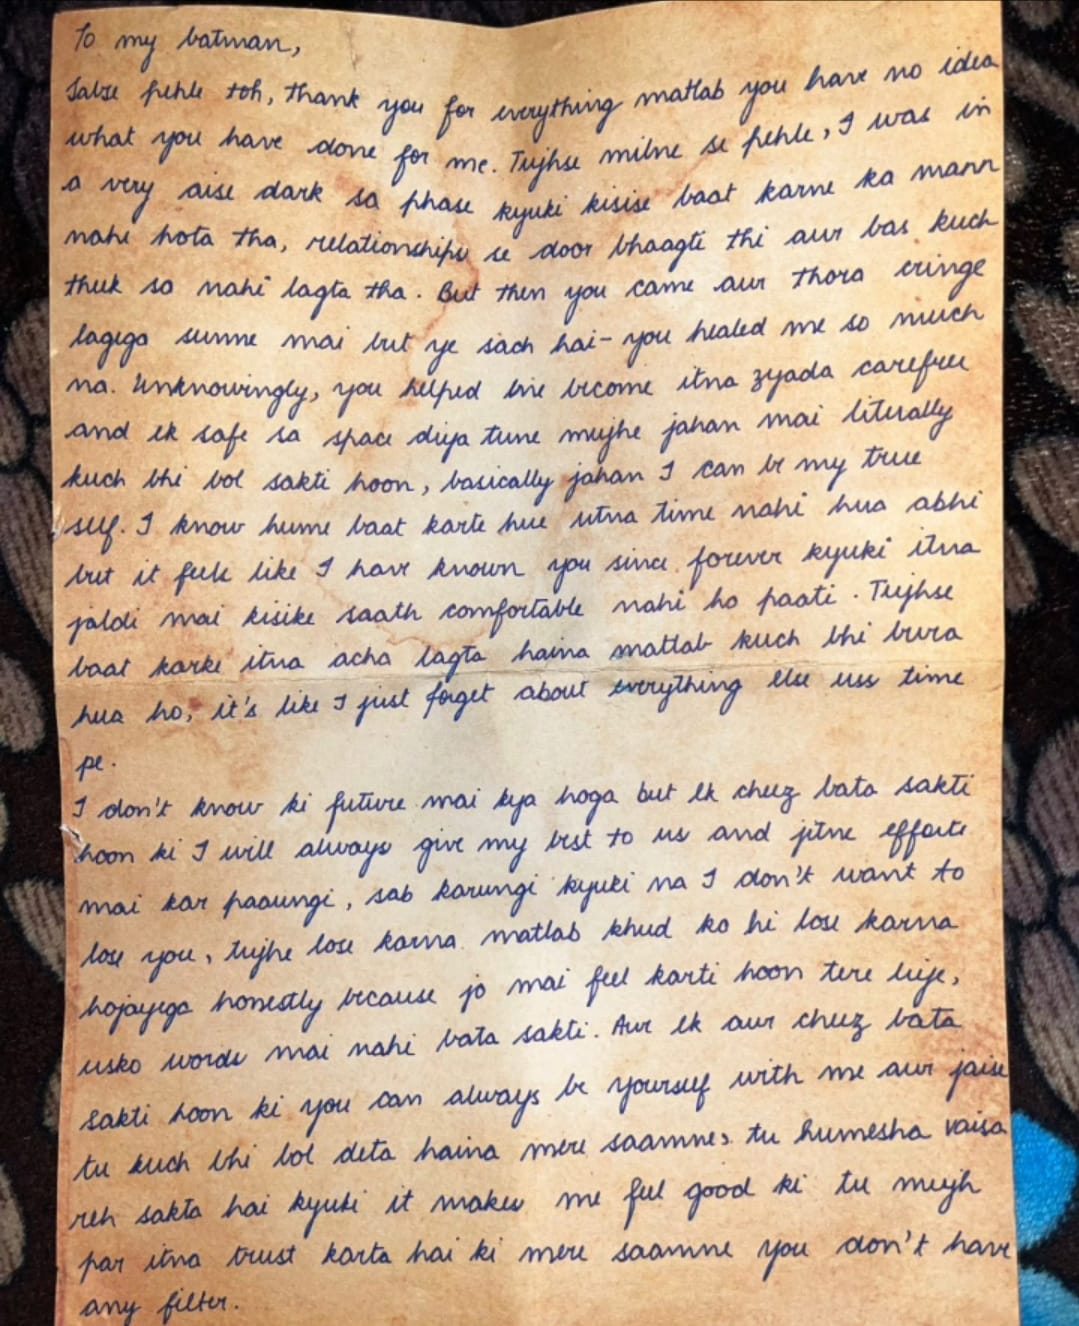 To my batman,
Sabse pehle toh, thank you for everything matlab you have no idea
what you have done for me. Tujhse milne se pehle, I was in
a very aise dark sa phase kyuki kisise baat karne ka mann
nahi hota tha, relationships se door bhaagti thi aur bas kuch
theek sa nahi lagta tha. But then you came aur thora cringe
lagega sunne mai but ye sach hai- you healed me so much
na. Unknowingly, you helped me become itna zyada carefree
and ek safe sa space diya tune mujhe jahan mai literally
kuch bhi bol sakti hoon, basically jahan I can be my true
self. I know hume baat karte hue utna time nahi hua abhi
but it feels like I have known you since forever kyuki itna
jaldi mai kisike saath comfortable nahi ho paati. Tujhse
baat karke itna acha lagta haina matlab kuch bhi bura
hua ho, it's like I just forget about everything else uss time
pe.
I don't know ki future mai kya hoga but ek cheez bata sakti
hoon ki I will always give my best to us and jitne efforts
mai kar paaungi, sab karungi kyuki na I don't want to
lose you, tujhe lose karna matlab khud ko hi lose karna
hojayega honestly because jo mai feel karti hoon tere liye,
usko words mai nahi bata sakti. Aur ek aur cheez bata
sakti hoon ki you can always be yourself with me aur jaise
tu kuch bhi bol deta haina mere saamne, tu humesha vaisa
reh sakta hai kyuki it makes me feel good ki tu mujh
par itna trust karta hai ki mere saamne you don't have
any filter.